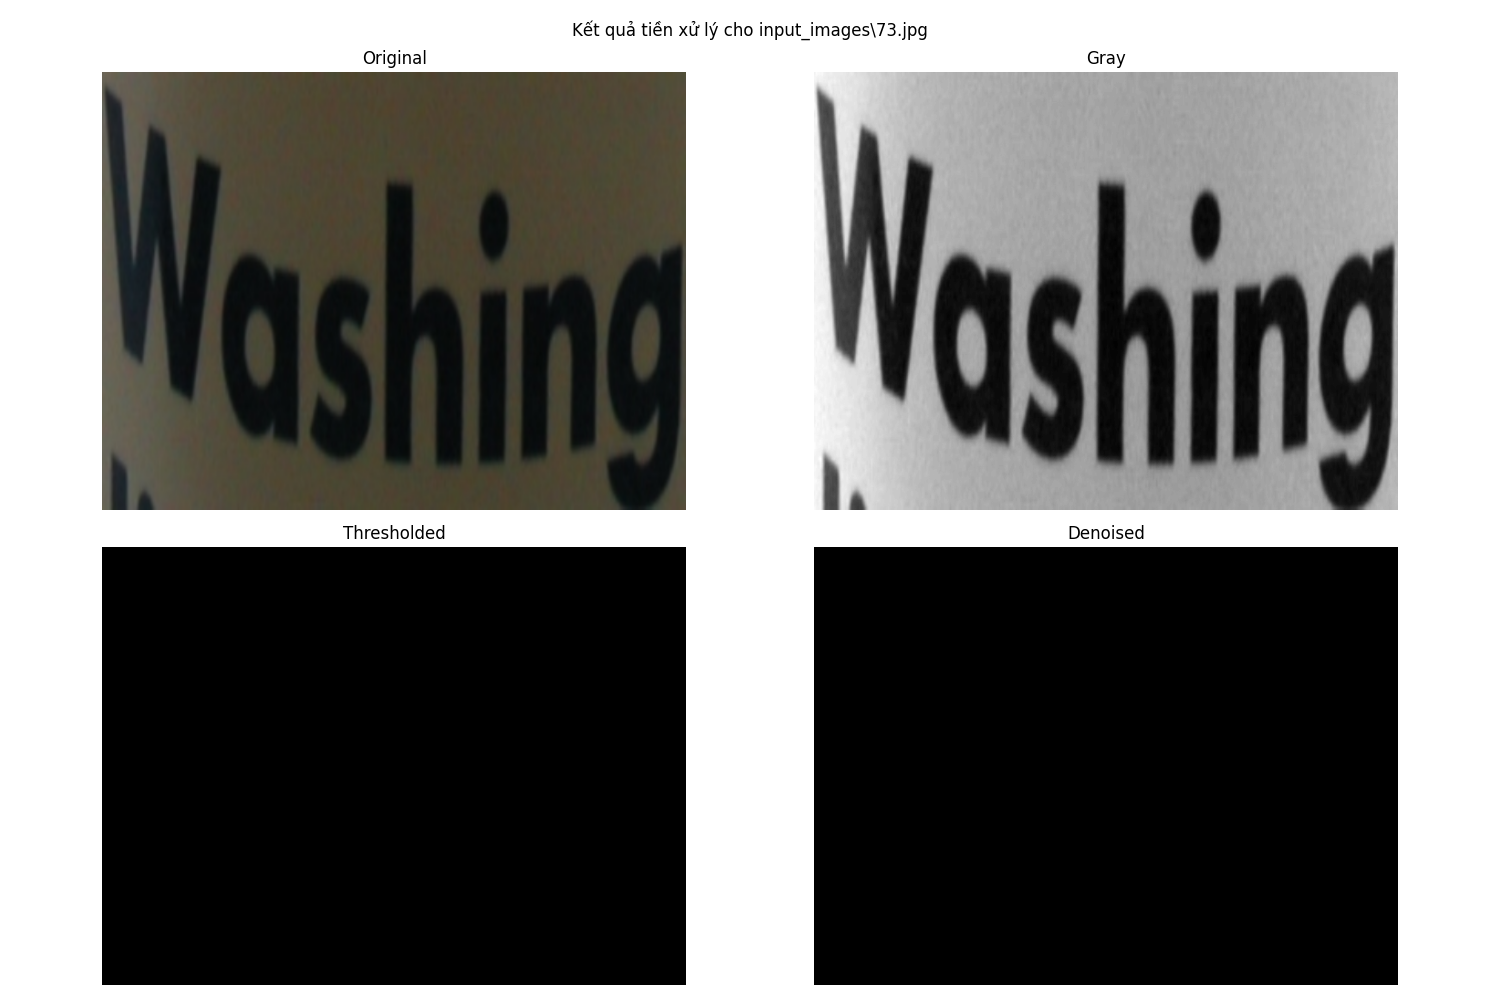 Kết quả tiền xử lý cho input_images\73.jpg
Original
Gray
Washing
Washing
Thresholded
Denoised